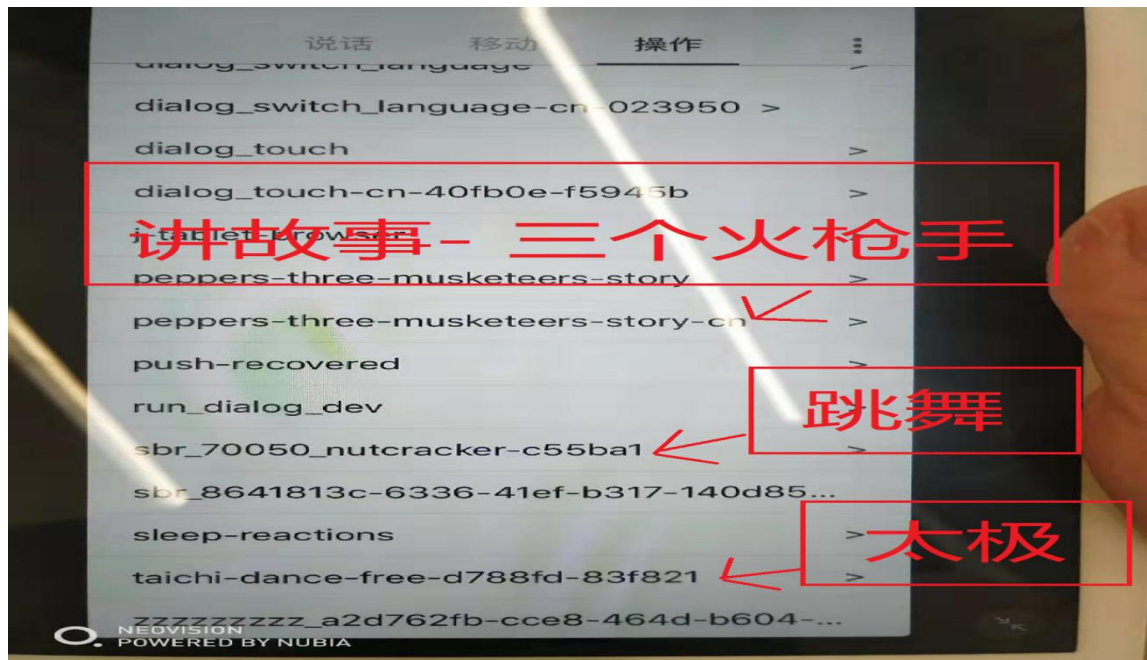 说话 移动 操作
dialog_switch_language
dialog_switch_language-cn-023950 >
dialog_touch >
dialog_touch-cn-40fb0e-f5945b >
j-tablet-browser
讲故事- 三个火枪手
peppers-three-musketeers-story >
peppers-three-musketeers-story-cn >
push-recovered >
run_dialog_dev >
跳舞
sbr_70050_nutcracker-c55ba1 >
sbr_8641813c-6336-41ef-b317-140d85...
sleep-reactions >
太极
taichi-dance-free-d788fd-83f821 >
zzzzzzzzz_a2d762fb-cce8-464d-b604-...
NEOVISION
POWERED BY NUBIA